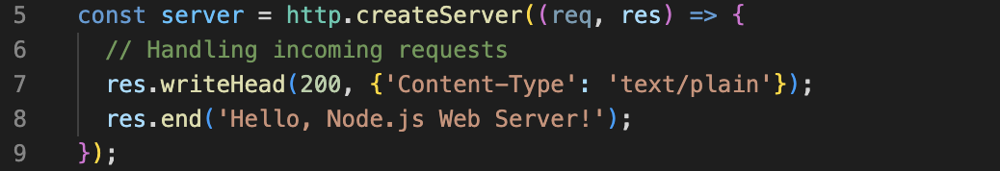 5 const server = http.createServer((req, res) => {
6 // Handling incoming requests
7 res.writeHead(200, {'Content-Type': 'text/plain'});
8 res.end('Hello, Node.js Web Server!');
9 });